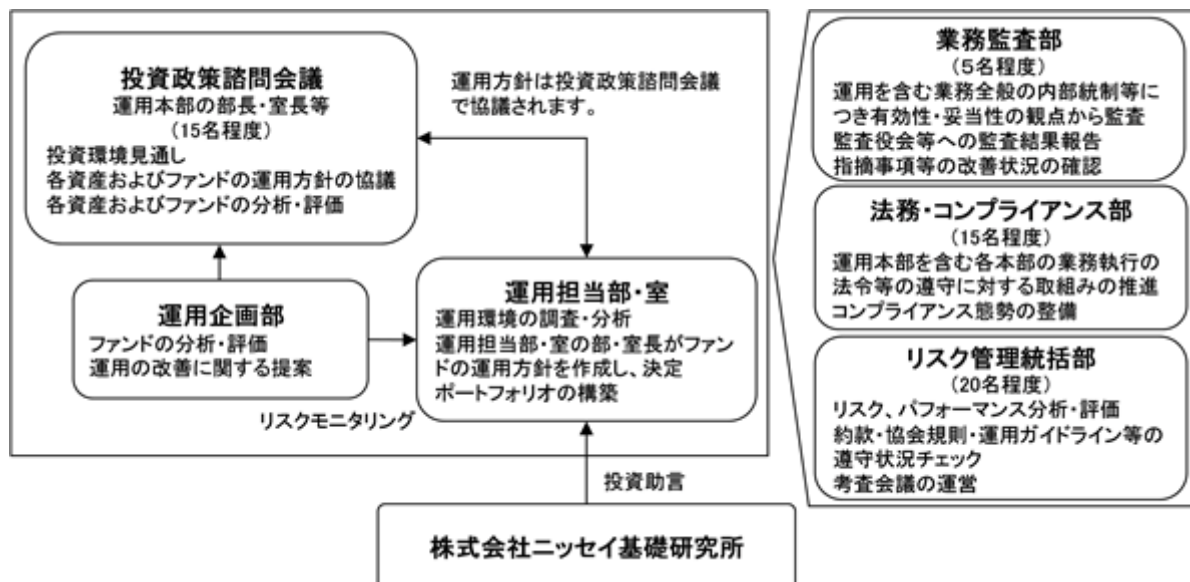 投資政策諮問会議
運用本部の部長・室長等
(15名程度)
投資環境見通し
各資産およびファンドの運用方針の協議
各資産およびファンドの分析・評価
運用方針は投資政策諮問会議
で協議されます。
運用企画部
ファンドの分析・評価
運用の改善に関する提案
リスクモニタリング
運用担当部・室
運用環境の調査・分析
運用担当部・室の部・室長がファン
ドの運用方針を作成し、決定
ポートフォリオの構築
投資助言
株式会社ニッセイ基礎研究所
業務監査部
(5名程度)
運用を含む業務全般の内部統制等に
つき有効性・妥当性の観点から監査
監査役会等への監査結果報告
指摘事項等の改善状況の確認
法務・コンプライアンス部
(15名程度)
運用本部を含む各本部の業務執行の
法令等の遵守に対する取組みの推進
コンプライアンス態勢の整備
リスク管理統括部
(20名程度)
リスク、パフォーマンス分析・評価
約款・協会規則・運用ガイドライン等の
遵守状況チェック
考査会議の運営